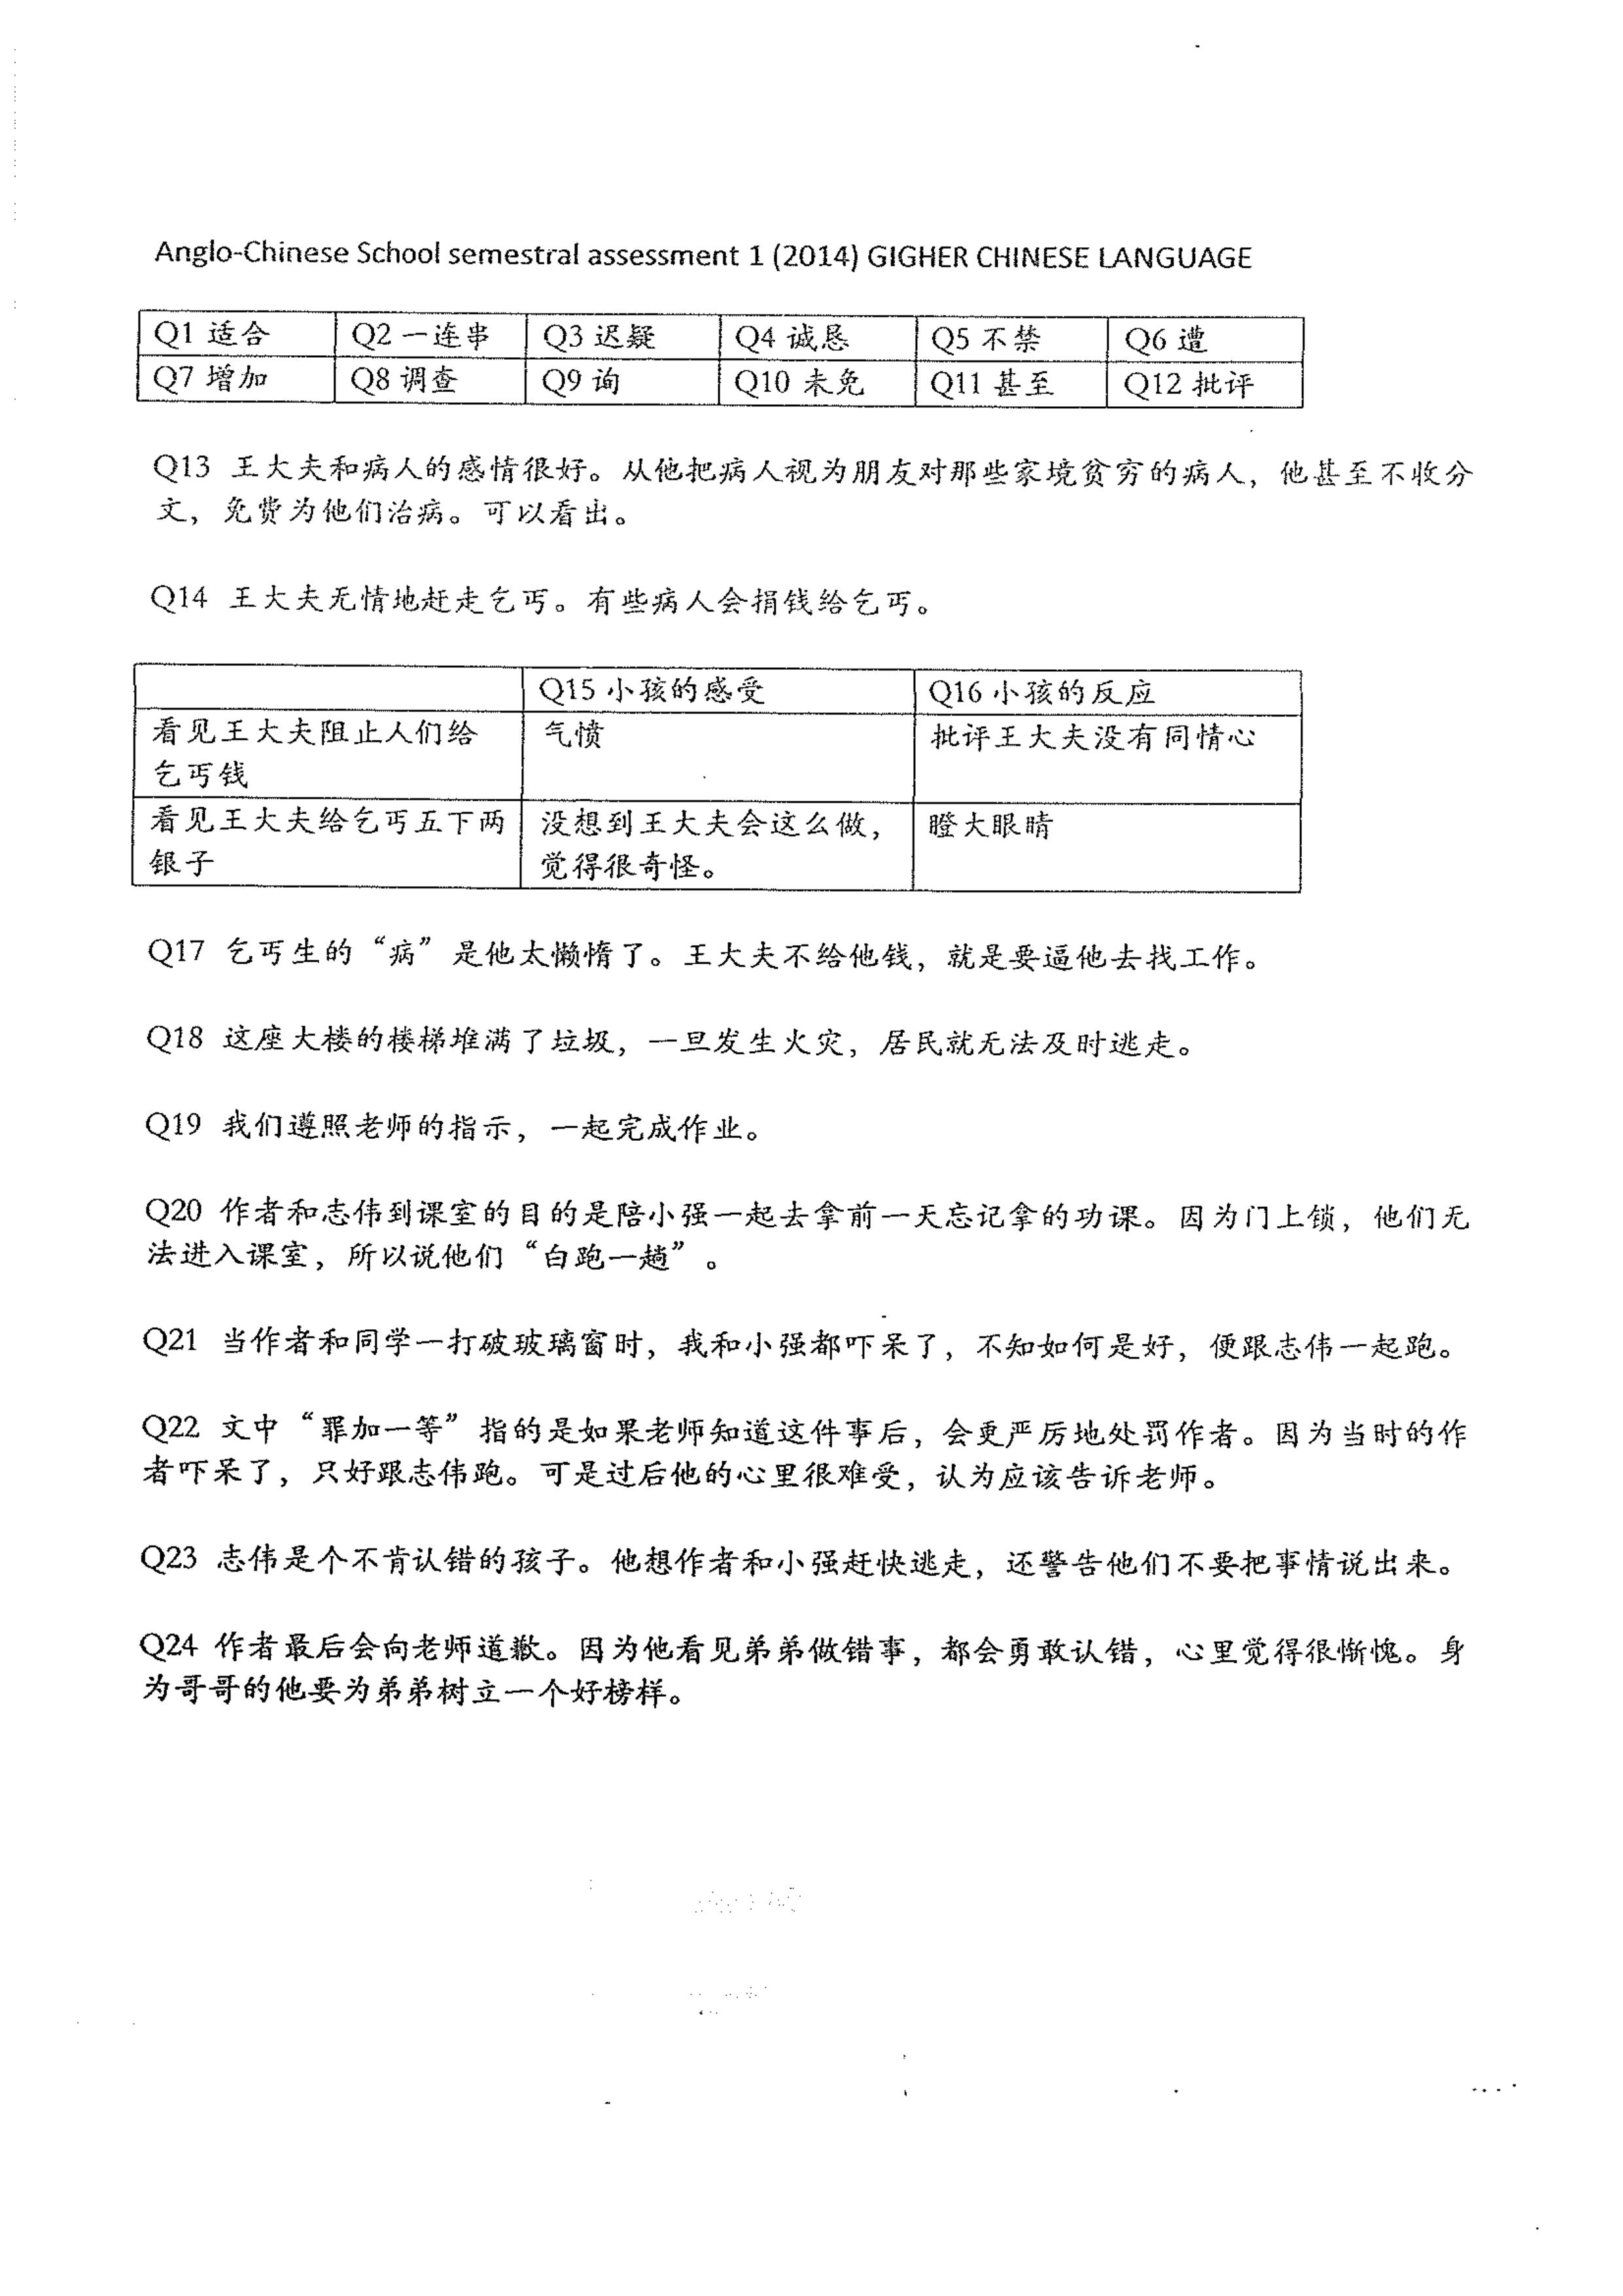 Anglo-Chinese School semestral assessment 1 (2014) GIGHER CHINESE LANGUAGE
Q1 适合 Q2 一连串 Q3 迟疑 Q4 诚恳 Q5 不禁 Q6 遭
Q7 增加 Q8 调查 Q9 询 Q10 未免 Q11 甚至 Q12 批评
Q13 王大夫和病人的感情很好。从他把病人视为朋友对那些家境贫穷的病人，他甚至不收分
文，免费为他们治病。可以看出。
Q14 王大夫无情地赶走乞丐。有些病人会捐钱给乞丐。
Q15 小孩的感受 Q16 小孩的反应
看见王大夫阻止人们给 气愤 批评王大夫没有同情心
乞丐钱
看见王大夫给乞丐五下两 没想到王大夫会这么做， 瞪大眼睛
银子 觉得很奇怪。
Q17 乞丐生的“病”是他太懒惰了。王大夫不给他钱，就是要逼他去找工作。
Q18 这座大楼的楼梯堆满了垃圾，一旦发生火灾，居民就无法及时逃走。
Q19 我们遵照老师的指示，一起完成作业。
Q20 作者和志伟到课室的目的是陪小强一起去拿前一天忘记拿的功课。因为门上锁，他们无
法进入课室，所以说他们“白跑一趟”。
Q21 当作者和同学一打破玻璃窗时，我和小强都吓呆了，不知如何是好，便跟志伟一起跑。
Q22 文中“罪加一等”指的是如果老师知道这件事后，会更严厉地处罚作者。因为当时的作
者吓呆了，只好跟志伟跑。可是过后他的心里很难受，认为应该告诉老师。
Q23 志伟是个不肯认错的孩子。他想作者和小强赶快逃走，还警告他们不要把事情说出来。
Q24 作者最后会向老师道歉。因为他看见弟弟做错事，都会勇敢认错，心里觉得很惭愧。身
为哥哥的他要为弟弟树立一个好榜样。